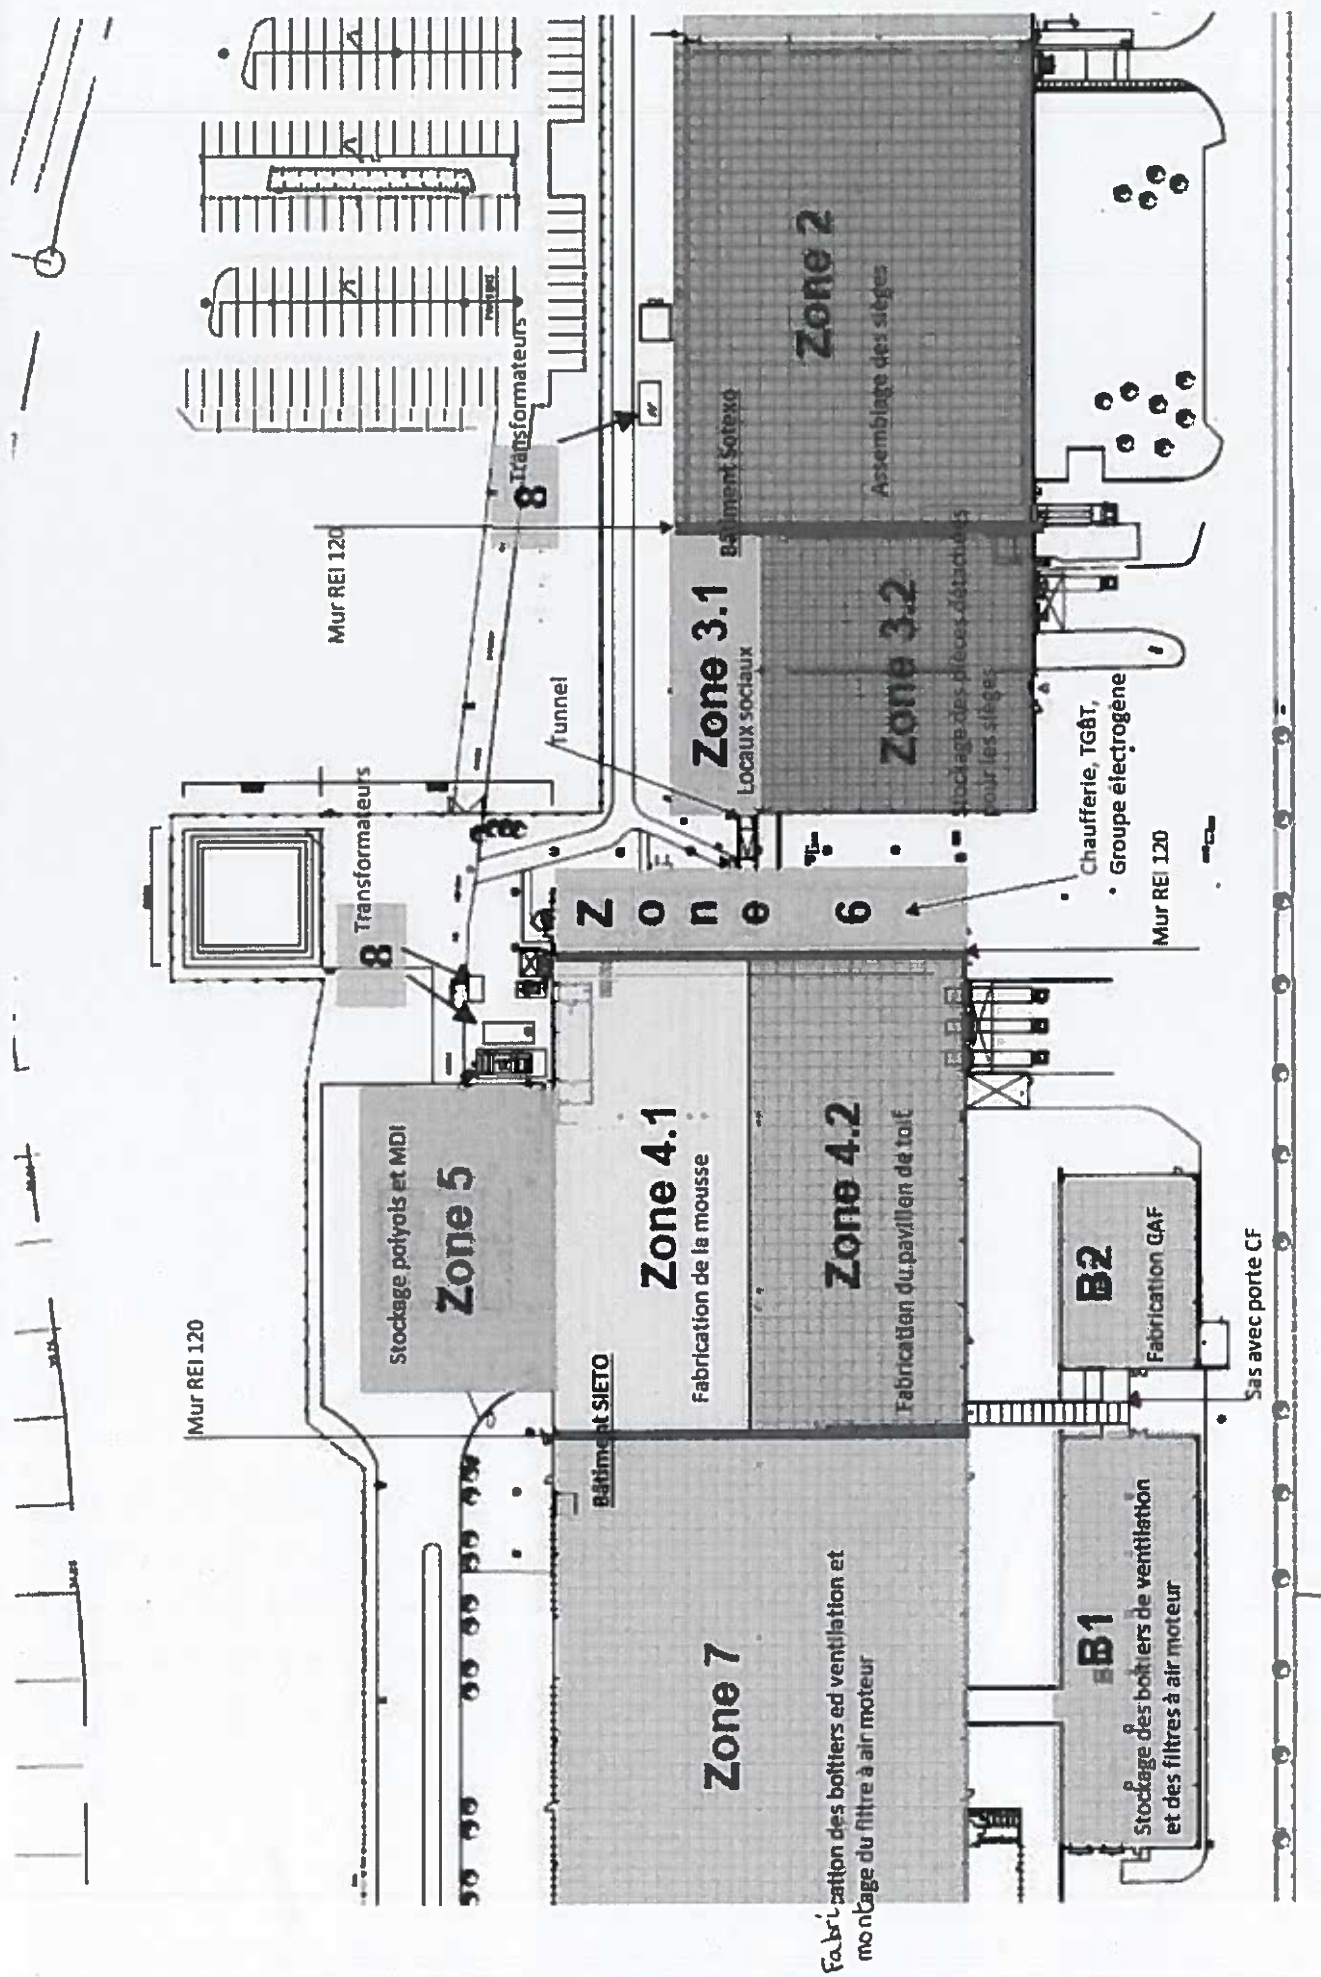 Mur REI 120
Stockage polyols et MDI
Zone 5
8
Transformateurs
Mur REI 120
8
Transformateurs
Tunnel
Bâtiment SIETO
Zone 4.1
Fabrication de la mousse
Zone 4.2
Fabrication du pavillon de toit
Zone 6
Zone 7
Fabrication des boîtiers ed ventilation et
montage du filtre à air moteur
Zone 3.1
Locaux sociaux
Zone 3.2
Stockage des pièces détachées
pour les sièges
Bâtiment Sotexo
Zone 2
Assemblage des sièges
Chaufferie, TGBT,
Groupe électrogène
Mur REI 120
B1
Stockage des boîtiers de ventilation
et des filtres à air moteur
B2
Fabrication GAF
Sas avec porte CF